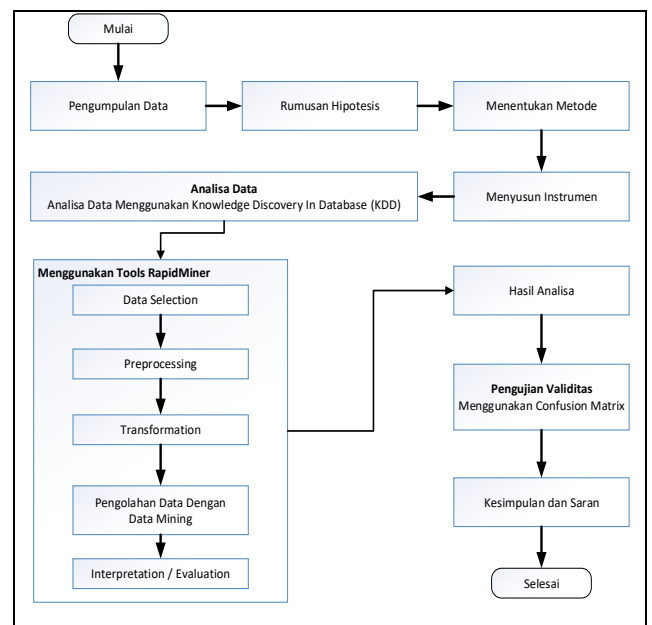 Mulai
Pengumpulan Data
Rumusan Hipotesis
Menentukan Metode
Menyusun Instrumen
Analisa Data
Analisa Data Menggunakan Knowledge Discovery In Database (KDD)
Menggunakan Tools RapidMiner
Data Selection
Preprocessing
Transformation
Pengolahan Data Dengan
Data Mining
Interpretation / Evaluation
Hasil Analisa
Pengujian Validitas
Menggunakan Confusion Matrix
Kesimpulan dan Saran
Selesai